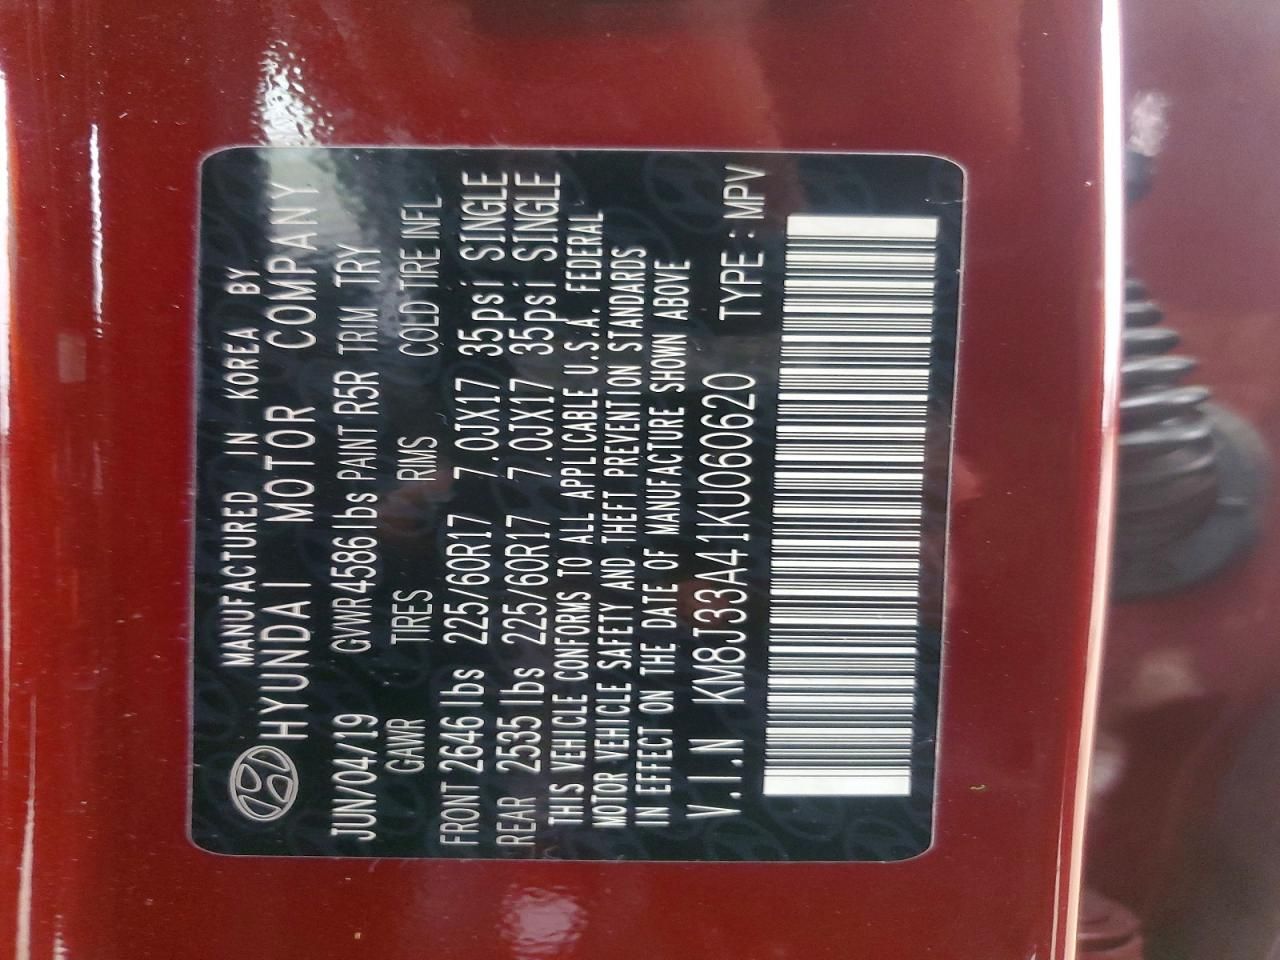 MANUFACTURED IN KOREA BY
HYUNDAI MOTOR COMPANY
JUN/04/19 GVWR 4586 lbs PAINT R5R TRIM TRY
GAWR TIRES RIMS COLD TIRE INFL
FRONT 2646 lbs 225/60R17 7.0JX17 35psi SINGLE
REAR 2535 lbs 225/60R17 7.0JX17 35psi SINGLE
THIS VEHICLE CONFORMS TO ALL APPLICABLE U.S.A. FEDERAL
MOTOR VEHICLE SAFETY AND THEFT PREVENTION STANDARDS
IN EFFECT ON THE DATE OF MANUFACTURE SHOWN ABOVE
V.I.N KM8J33A41KU060620 TYPE : MPV